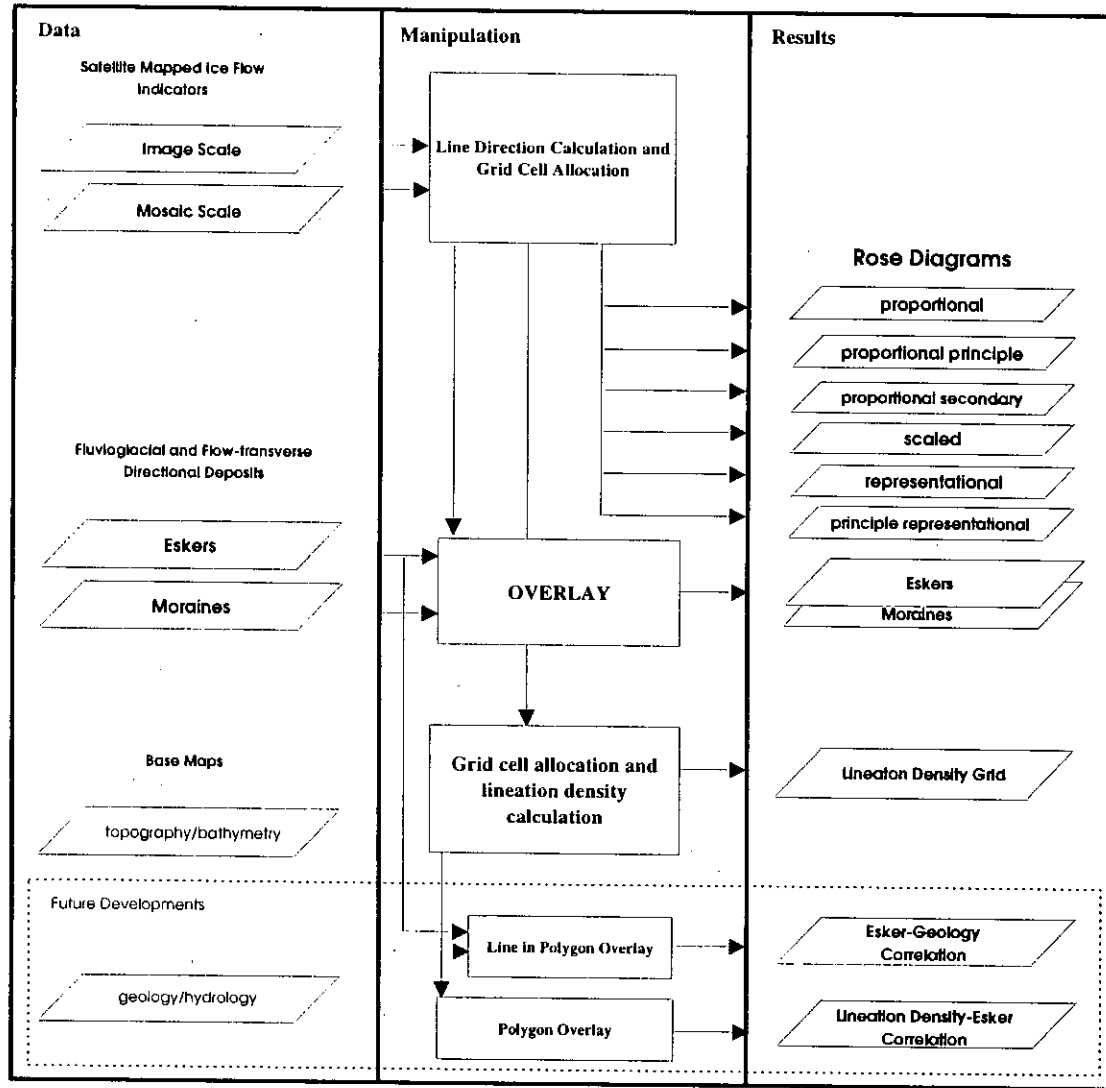 Data
Satellite Mapped Ice Flow
Indicators
Image Scale
Mosaic Scale
Fluvioglacial and Flow-transverse
Directional Deposits
Eskers
Moraines
Base Maps
topography/bathymetry
Future Developments
geology/hydrology
Manipulation
Line Direction Calculation and
Grid Cell Allocation
OVERLAY
Grid cell allocation and
lineation density
calculation
Line in Polygon Overlay
Polygon Overlay
Results
Rose Diagrams
proportional
proportional principle
proportional secondary
scaled
representational
principle representational
Eskers
Moraines
Lineaton Density Grid
Esker-Geology
Correlation
Lineation Density-Esker
Correlation